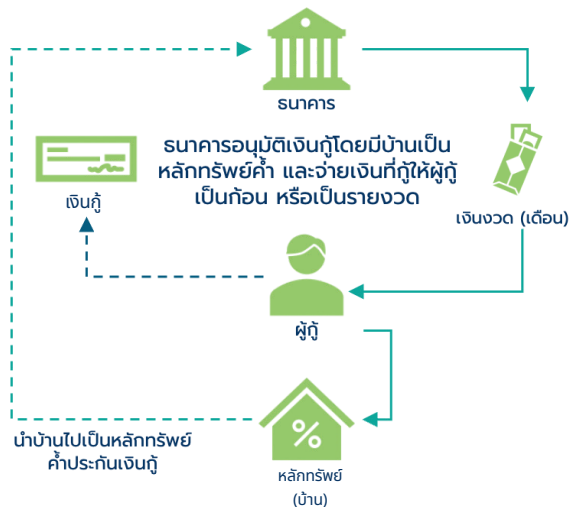 ธนาคาร
ธนาคารอนุมัติเงินกู้โดยมีบ้านเป็น
หลักทรัพย์ค้ำ และจ่ายเงินที่กู้ให้ผู้กู้
เป็นก้อน หรือเป็นรายงวด
เงินกู้
เงินงวด (เดือน)
ผู้กู้
%
นำบ้านไปเป็นหลักทรัพย์
ค้ำประกันเงินกู้
หลักทรัพย์
(บ้าน)